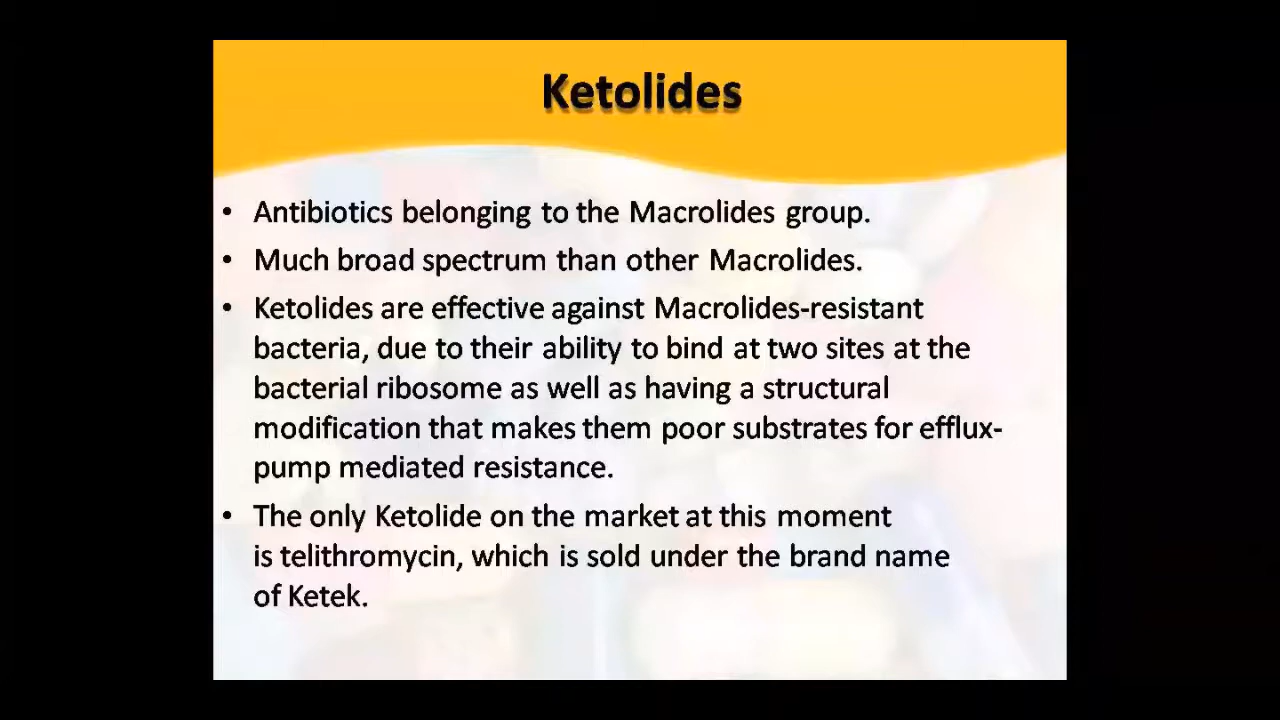 Ketolides
• Antibiotics belonging to the Macrolides group.
• Much broad spectrum than other Macrolides.
• Ketolides are effective against Macrolides-resistant
bacteria, due to their ability to bind at two sites at the
bacterial ribosome as well as having a structural
modification that makes them poor substrates for efflux-
pump mediated resistance.
• The only Ketolide on the market at this moment
is telithromycin, which is sold under the brand name
of Ketek.